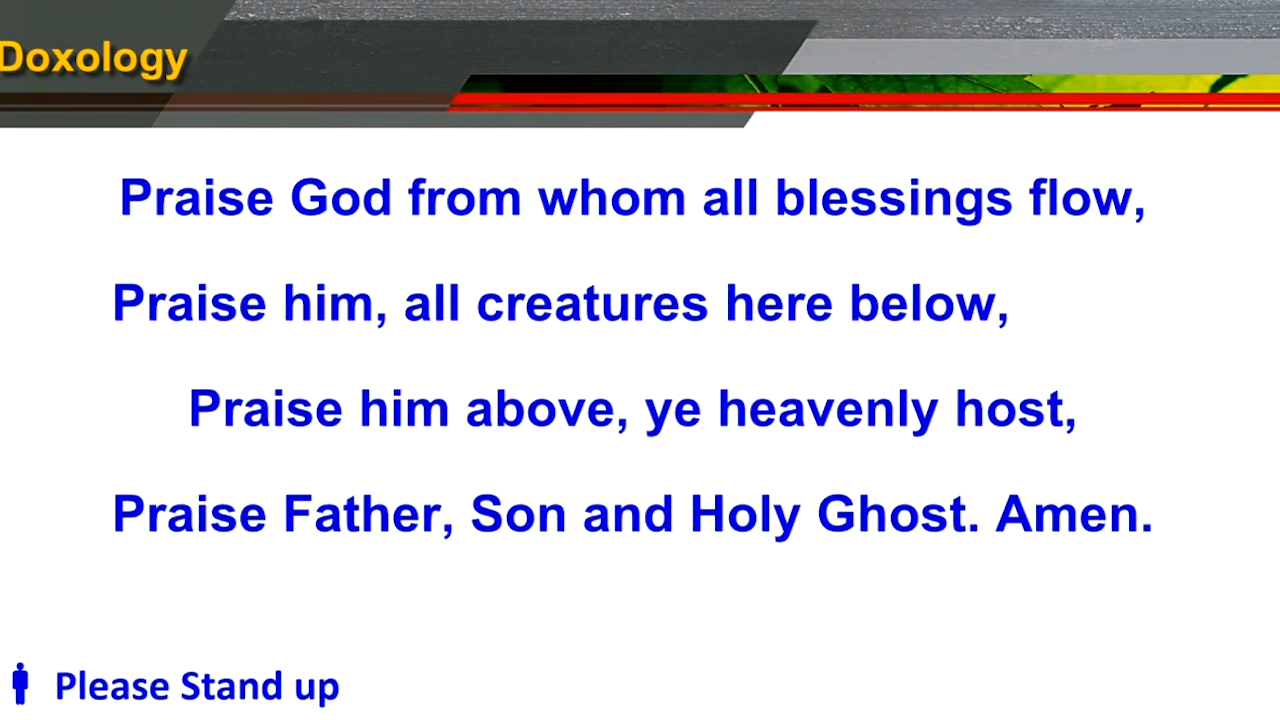 Doxology
Praise God from whom all blessings flow,
Praise him, all creatures here below,
Praise him above, ye heavenly host,
Praise Father, Son and Holy Ghost. Amen.
Please Stand up